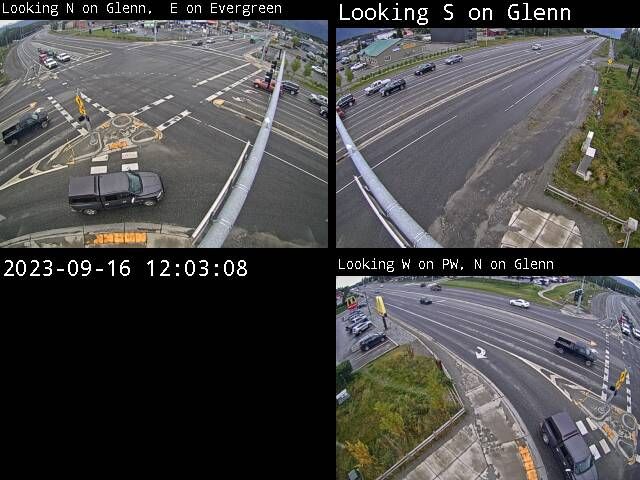 Looking N on Glenn,  E on Evergreen
Looking S on Glenn
2023-09-16 12:03:08
Looking W on PW, N on Glenn